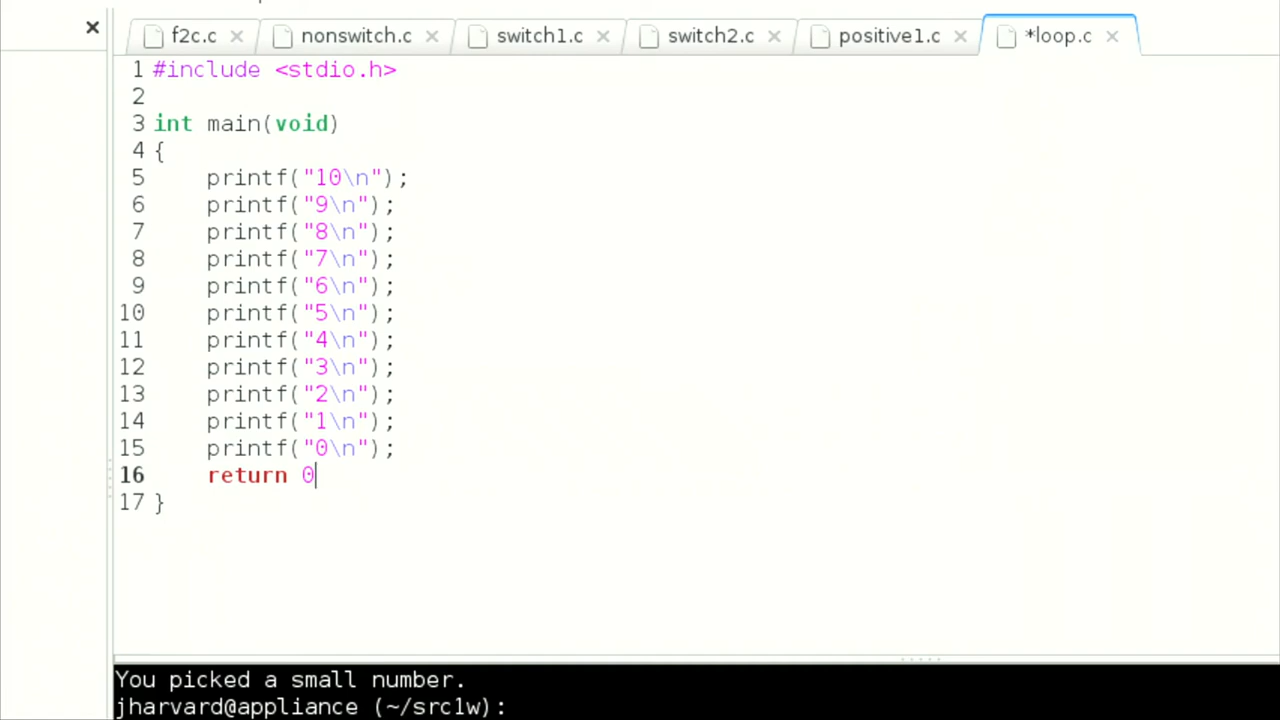 f2c.c nonswitch.c switch1.c switch2.c positive1.c *loop.c
1 #include <stdio.h>
2
3 int main(void)
4 {
5     printf("10\n");
6     printf("9\n");
7     printf("8\n");
8     printf("7\n");
9     printf("6\n");
10     printf("5\n");
11     printf("4\n");
12     printf("3\n");
13     printf("2\n");
14     printf("1\n");
15     printf("0\n");
16     return 0
17 }
You picked a small number.
jharvard@appliance (~/src1w):